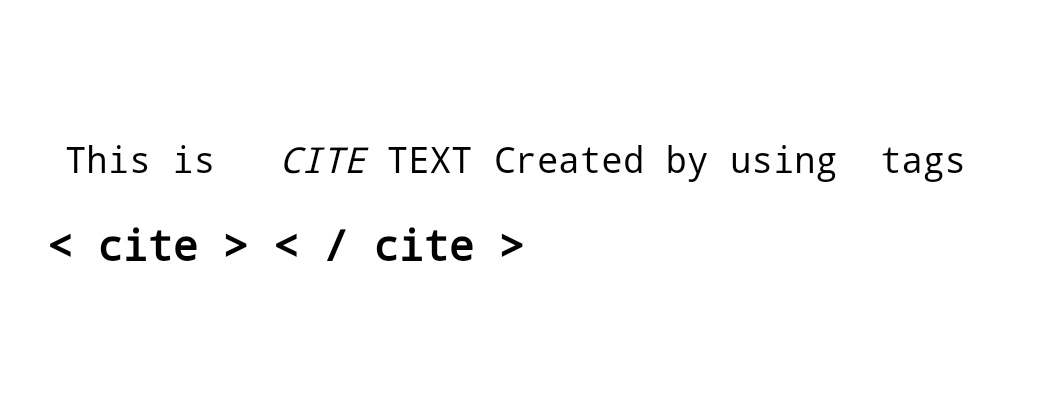 This is CITE TEXT Created by using tags
< cite > < / cite >